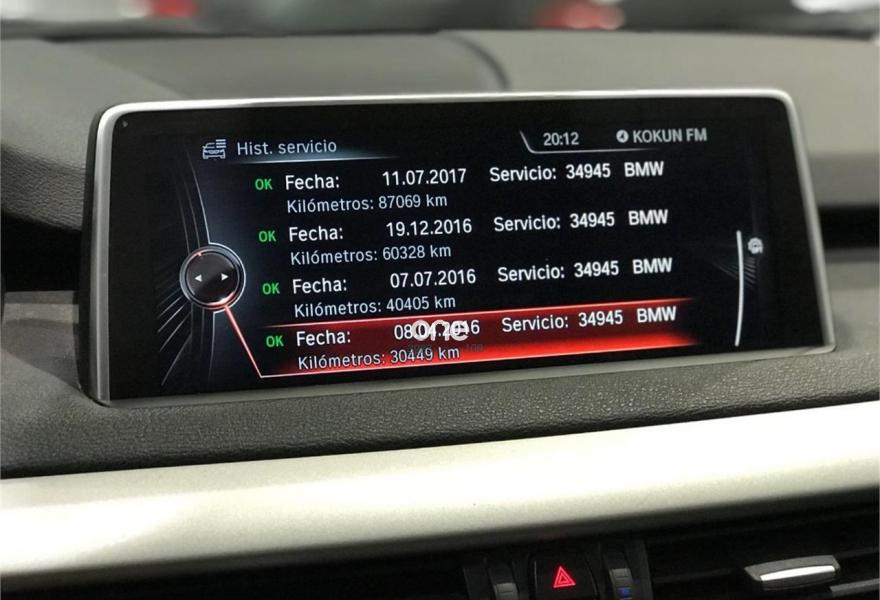 Hist. servicio
20:12 KOKUN FM
OK Fecha: 11.07.2017 Servicio: 34945 BMW
Kilómetros: 87069 km
OK Fecha: 19.12.2016 Servicio: 34945 BMW
Kilómetros: 60328 km
OK Fecha: 07.07.2016 Servicio: 34945 BMW
Kilómetros: 40405 km
OK Fecha: Servicio: 34945 BMW
one
Kilómetros: 30449 km